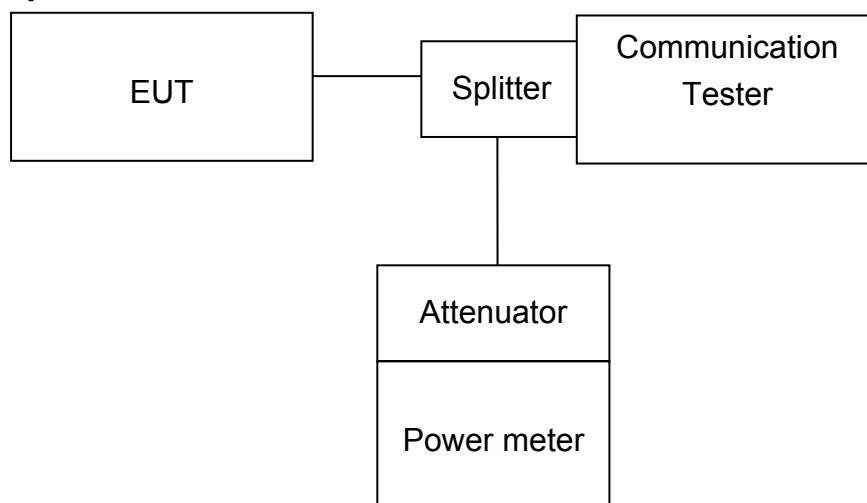 EUT
Splitter
Communication
Tester
Attenuator
Power meter